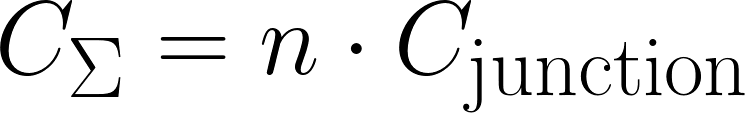 C_Σ = n · C_junction